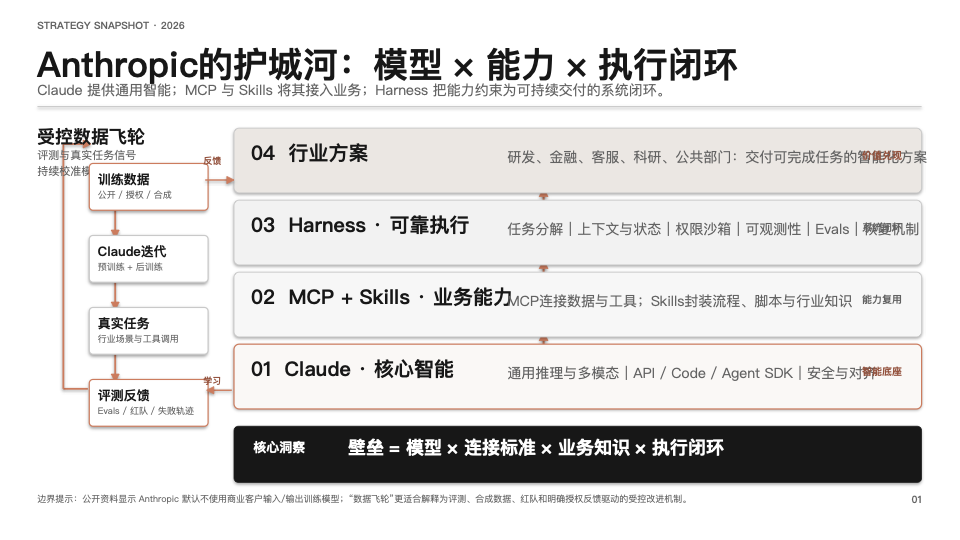 STRATEGY SNAPSHOT · 2026
Anthropic的护城河：模型 × 能力 × 执行闭环
Claude 提供通用智能；MCP 与 Skills 将其接入业务；Harness 把能力约束为可持续交付的系统闭环。
受控数据飞轮
评测与真实任务信号
持续校准模
训练数据
公开 / 授权 / 合成
Claude迭代
预训练 + 后训练
真实任务
行业场景与工具调用
评测反馈
Evals / 红队 / 失败轨迹
反馈
学习
04 行业方案
研发、金融、客服、科研、公共部门：交付可完成任务的智能化方案
03 Harness · 可靠执行
任务分解｜上下文与状态｜权限沙箱｜可观测性｜Evals｜恢复机制
02 MCP + Skills · 业务能力
MCP连接数据与工具；Skills封装流程、脚本与行业知识
能力复用
01 Claude · 核心智能
通用推理与多模态｜API / Code / Agent SDK｜安全与对齐
智能底座
核心洞察
壁垒 = 模型 × 连接标准 × 业务知识 × 执行闭环
边界提示：公开资料显示 Anthropic 默认不使用商业客户输入/输出训练模型；“数据飞轮”更适合解释为评测、合成数据、红队和明确授权反馈驱动的受控改进机制。
01